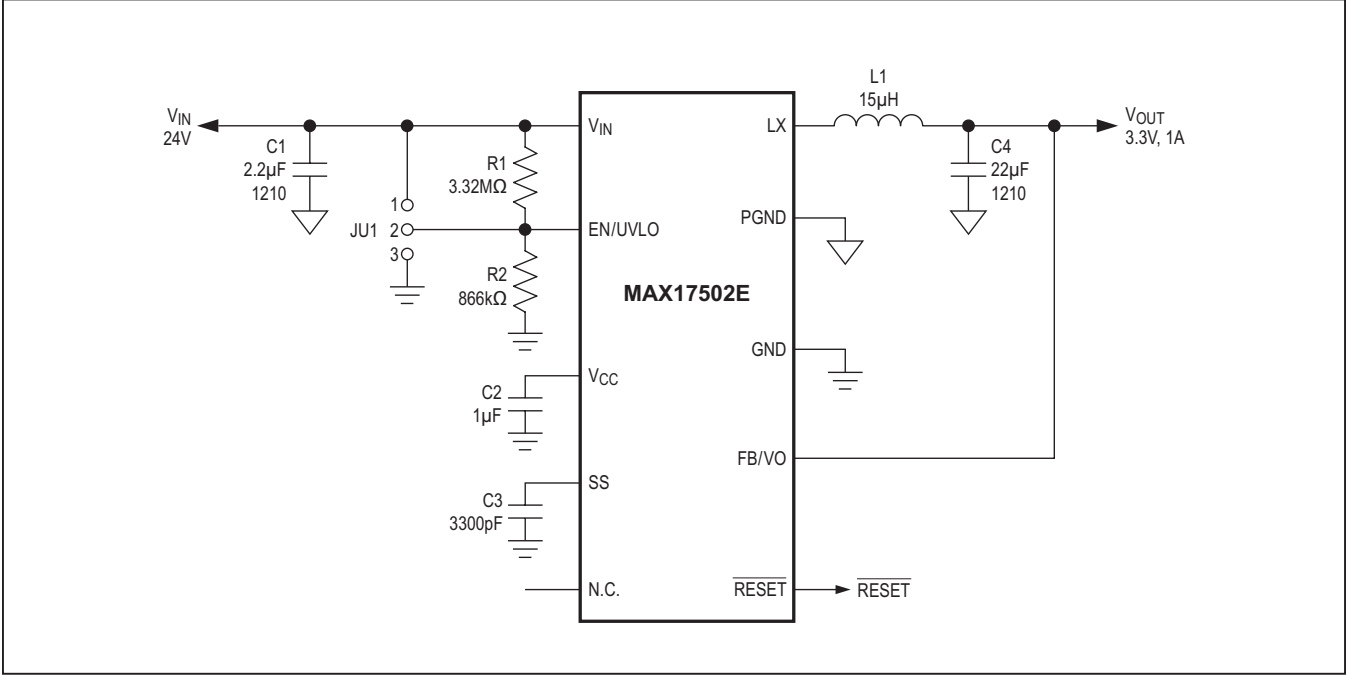 VIN
24V
C1
2.2µF
1210
JU1
1
2
3
R1
3.32MΩ
R2
866kΩ
C2
1µF
C3
3300pF
VIN
EN/UVLO
VCC
SS
N.C.
MAX17502E
LX
PGND
GND
FB/VO
RESET
RESET
L1
15µH
C4
22µF
1210
VOUT
3.3V, 1A